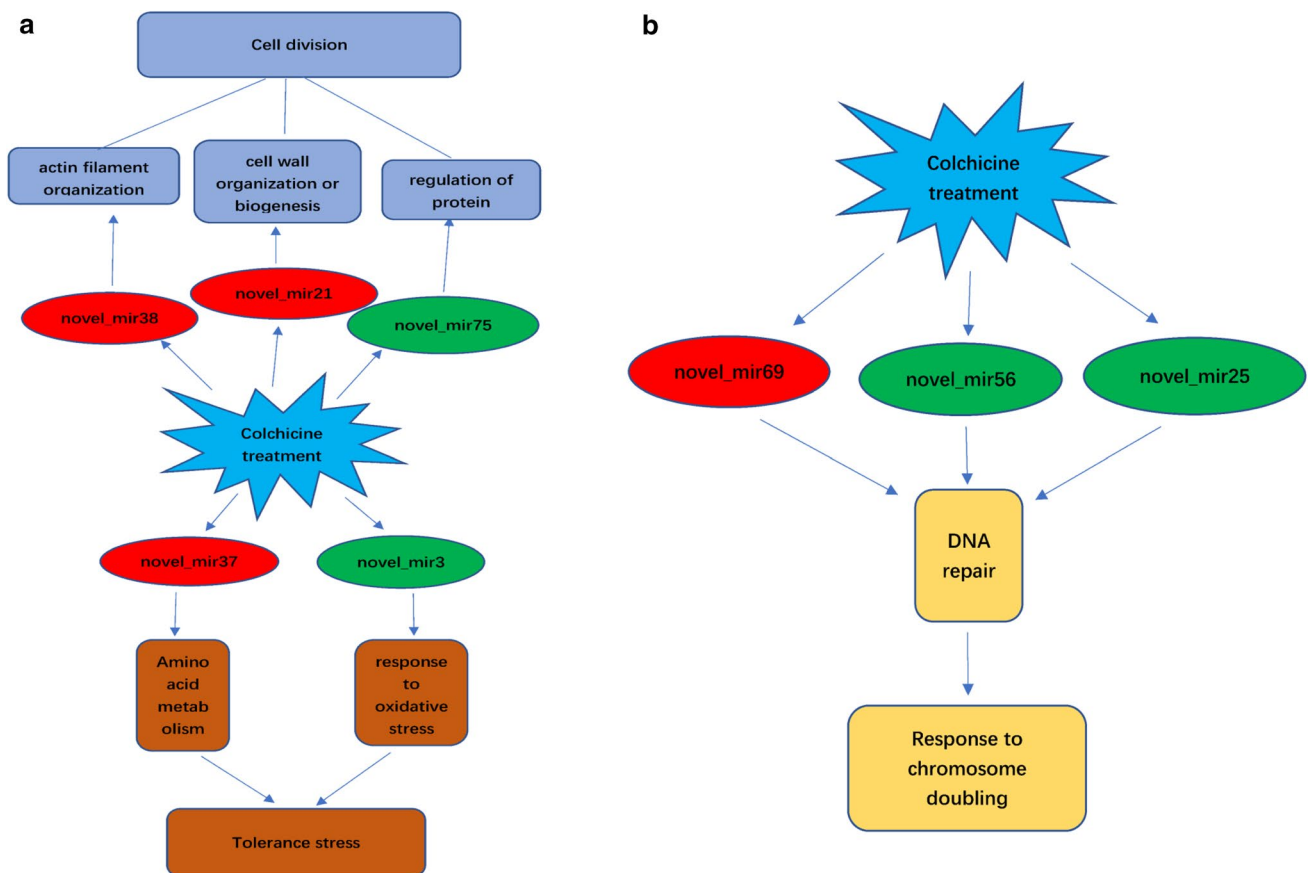 a
Cell division
actin filament
organization
cell wall
organization or
biogenesis
regulation of
protein
novel_mir38
novel_mir21
novel_mir75
Colchicine
treatment
novel_mir37
novel_mir3
Amino
acid
metab
olism
response
to
oxidative
stress
Tolerance stress
b
Colchicine
treatment
novel_mir69
novel_mir56
novel_mir25
DNA
repair
Response to
chromosome
doubling